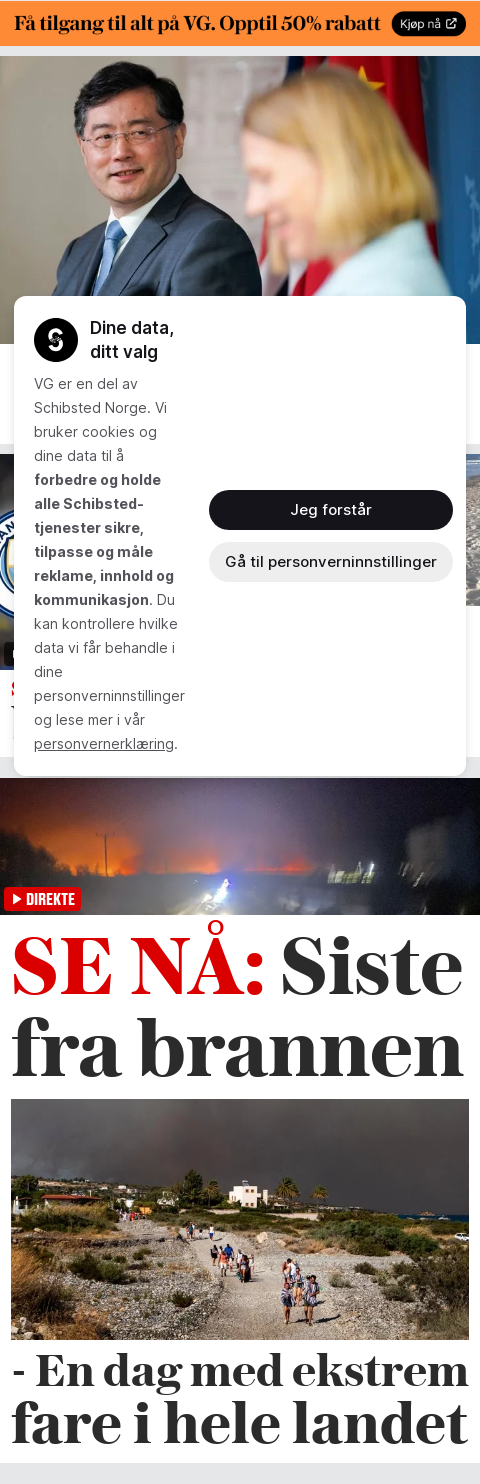 Få tilgang til alt på VG. Opptil 50% rabatt
Kjøp nå
Dine data,
ditt valg
VG er en del av
Schibsted Norge. Vi
bruker cookies og
dine data til å
forbedre og holde
alle Schibsted-
tjenester sikre,
tilpasse og måle
reklame, innhold og
kommunikasjon. Du
kan kontrollere hvilke
data vi får behandle i
dine
personverninnstillinger
og lese mer i vår
personvernerklæring.
Jeg forstår
Gå til personverninnstillinger
DIREKTE
SE NÅ: Siste
fra brannen
- En dag med ekstrem
fare i hele landet